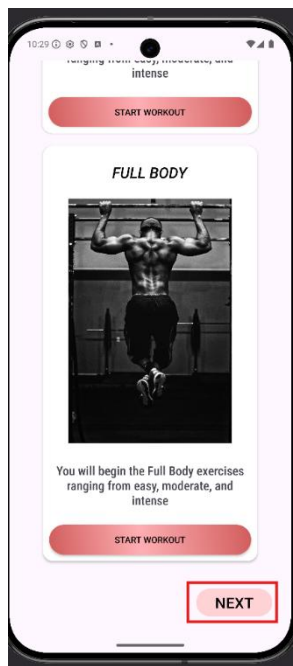 10:29
ranging from easy, moderate, and
intense
START WORKOUT
FULL BODY
You will begin the Full Body exercises
ranging from easy, moderate, and
intense
START WORKOUT
NEXT